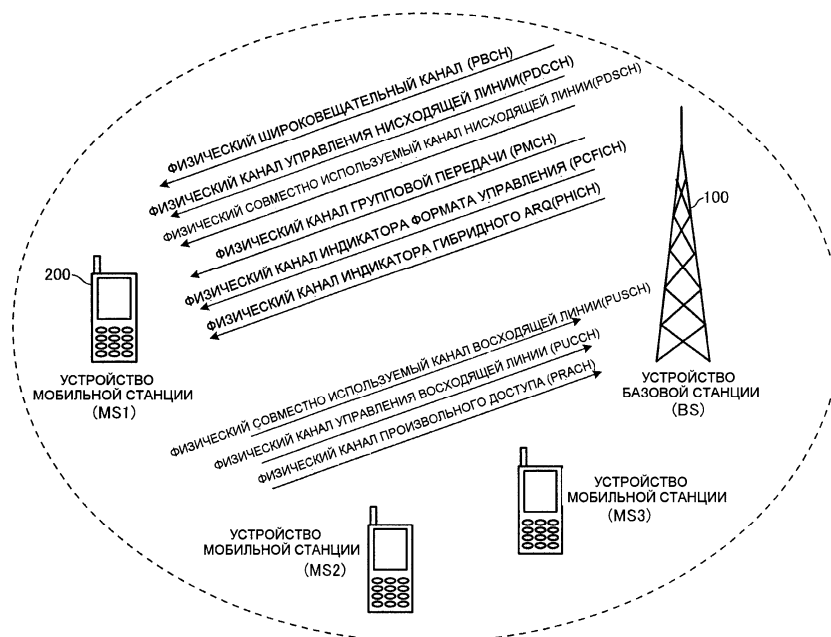 ФИЗИЧЕСКИЙ ШИРОКОВЕЩАТЕЛЬНЫЙ КАНАЛ (PBCH)
ФИЗИЧЕСКИЙ КАНАЛ УПРАВЛЕНИЯ НИСХОДЯЩЕЙ ЛИНИИ(PDCCH)
ФИЗИЧЕСКИЙ СОВМЕСТНО ИСПОЛЬЗУЕМЫЙ КАНАЛ НИСХОДЯЩЕЙ ЛИНИИ(PDSCH)
ФИЗИЧЕСКИЙ КАНАЛ ГРУППОВОЙ ПЕРЕДАЧИ (PMCH)
ФИЗИЧЕСКИЙ КАНАЛ ИНДИКАТОРА ФОРМАТА УПРАВЛЕНИЯ (PCFICH)
ФИЗИЧЕСКИЙ КАНАЛ ИНДИКАТОРА ГИБРИДНОГО ARQ(PHICH)
100
200
УСТРОЙСТВО
МОБИЛЬНОЙ СТАНЦИИ
(MS1)
ФИЗИЧЕСКИЙ СОВМЕСТНО ИСПОЛЬЗУЕМЫЙ КАНАЛ ВОСХОДЯЩЕЙ ЛИНИИ(PUSCH)
ФИЗИЧЕСКИЙ КАНАЛ УПРАВЛЕНИЯ ВОСХОДЯЩЕЙ ЛИНИИ (PUCCH)
ФИЗИЧЕСКИЙ КАНАЛ ПРОИЗВОЛЬНОГО ДОСТУПА (PRACH)
УСТРОЙСТВО
БАЗОВОЙ СТАНЦИИ
(BS)
УСТРОЙСТВО
МОБИЛЬНОЙ СТАНЦИИ
(MS3)
УСТРОЙСТВО
МОБИЛЬНОЙ СТАНЦИИ
(MS2)